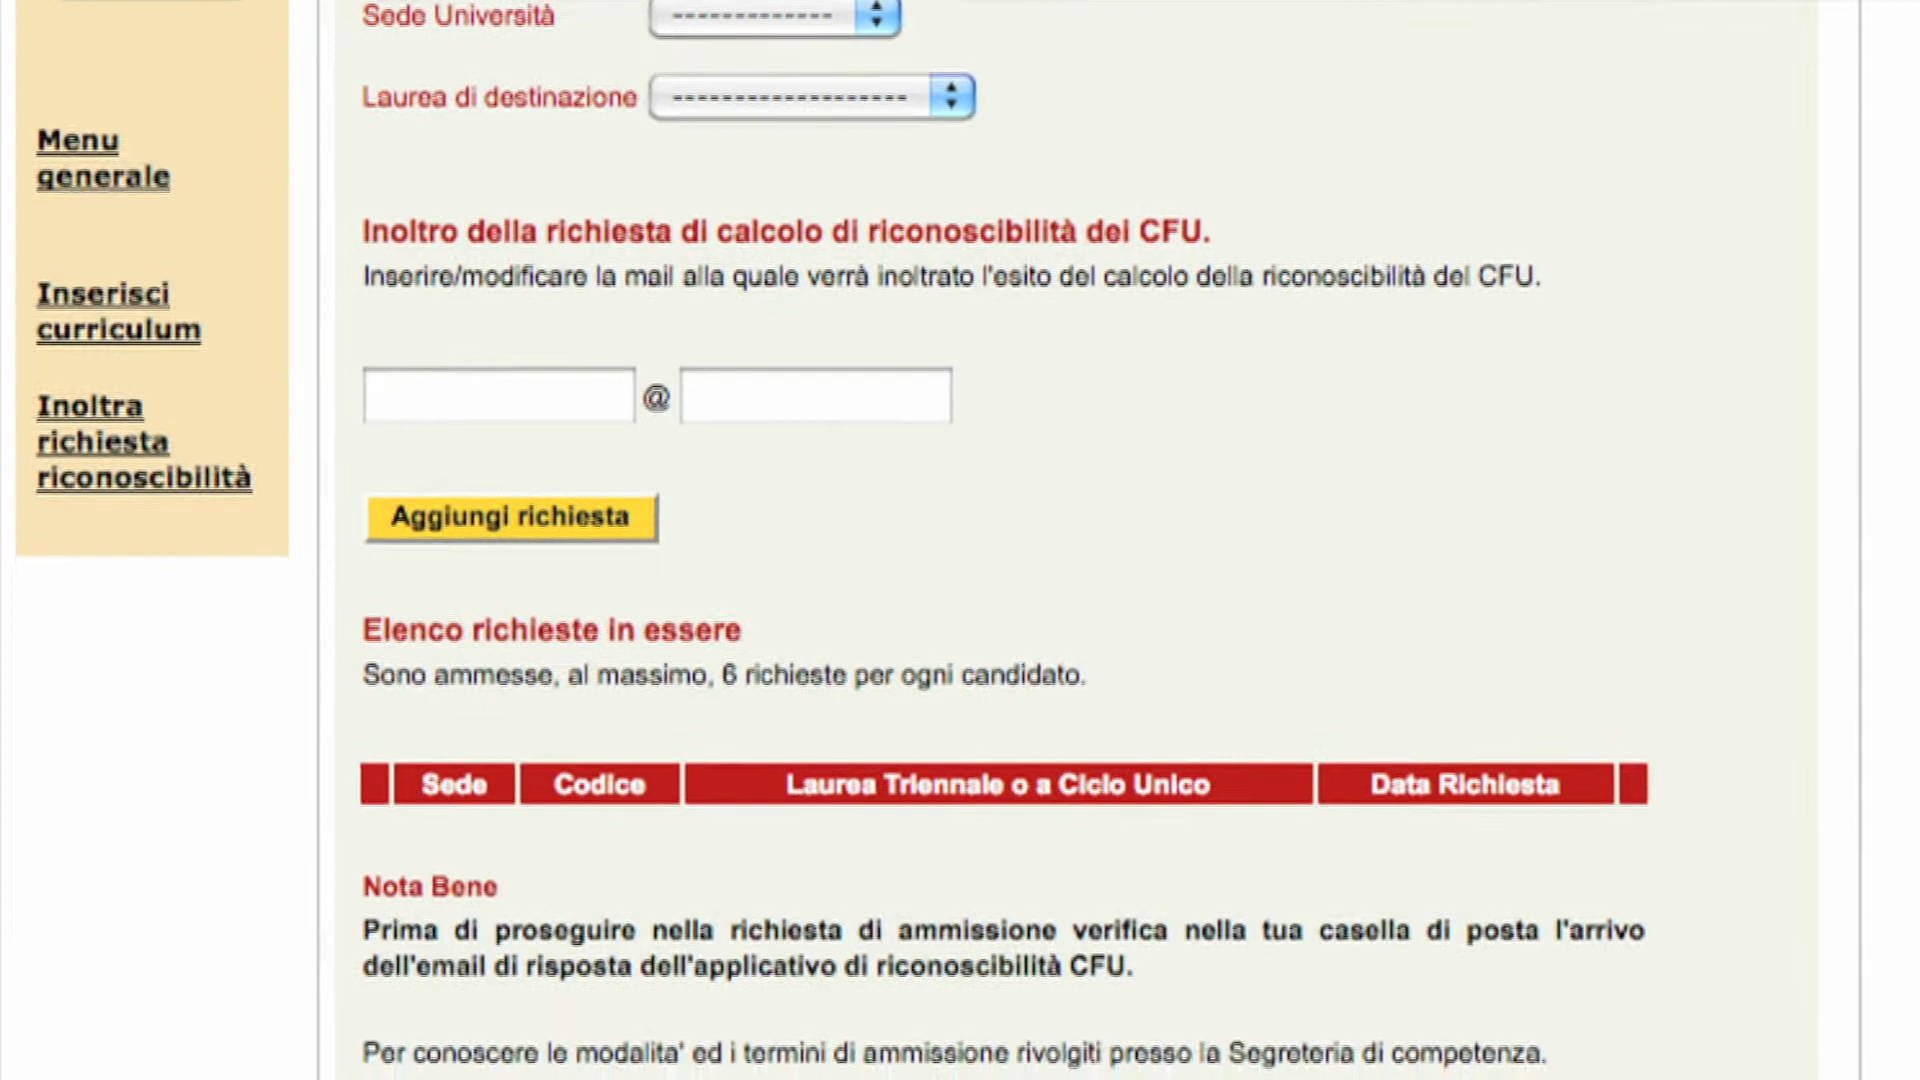 Sede Università
-------------
Laurea di destinazione
-------------------
Menu
generale
Inserisci
curriculum
Inoltra
richiesta
riconoscibilità
Inoltro della richiesta di calcolo di riconoscibilità dei CFU.
Inserire/modificare la mail alla quale verrà inoltrato l'esito del calcolo della riconoscibilità dei CFU.
@
Aggiungi richiesta
Elenco richieste in essere
Sono ammesse, al massimo, 6 richieste per ogni candidato.
Sede Codice Laurea Triennale o a Ciclo Unico Data Richiesta
Nota Bene
Prima di proseguire nella richiesta di ammissione verifica nella tua casella di posta l'arrivo
dell'email di risposta dell'applicativo di riconoscibilità CFU.
Per conoscere le modalita' ed i termini di ammissione rivolgiti presso la Segreteria di competenza.